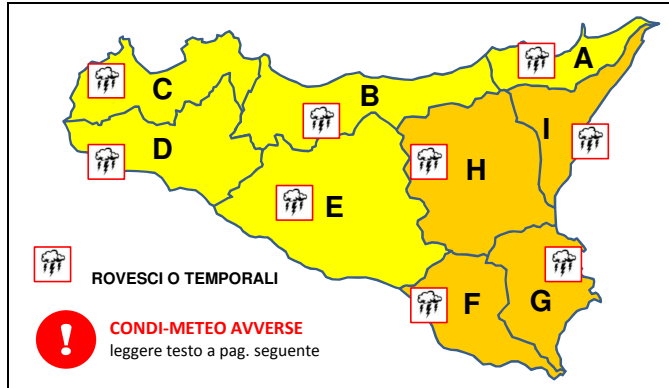 A
C
B
I
D
H
E
F
G
ROVESCI O TEMPORALI
!
CONDI-METEO AVVERSE
leggere testo a pag. seguente